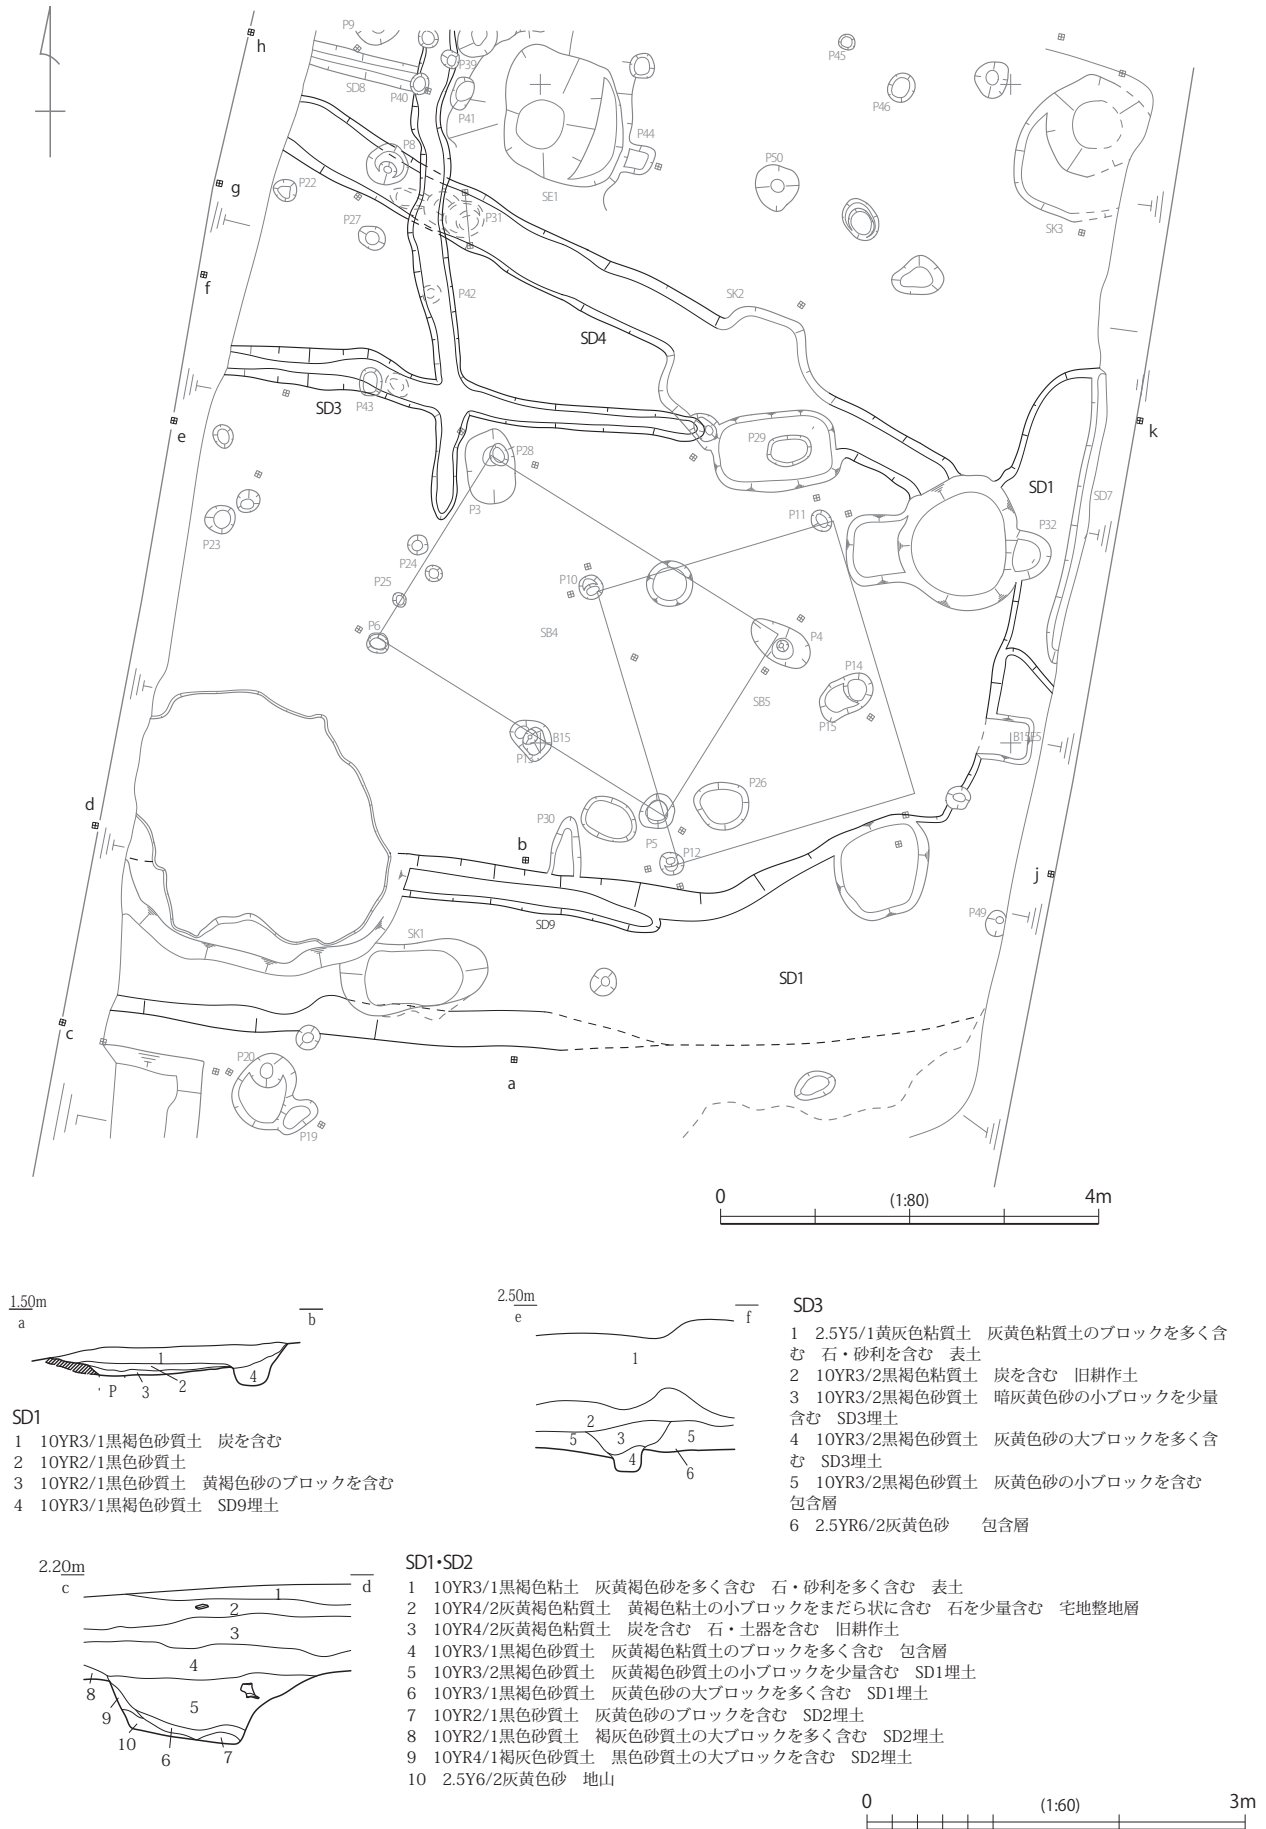 h
P9
P39
SD8
P40
P41
P45
P46
P44
P8
g
P22
P27
P31
SE1
P50
SK3
f
P42
SK2
SD4
SD3
P43
e
P28
P29
k
SD1
SD7
P3
P11
P32
P23
P24
P25
P10
P6
SB4
P4
P14
SB5
P15
B15
P13
B15E5
d
P30
b
P26
P5
P12
j
P49
SD9
SK1
SD1
c
a
P20
P19
0 (1:80) 4m
1.50m
a b
1
2
3
4
P
SD1
1 10YR3/1黒褐色砂質土 炭を含む
2 10YR2/1黒色砂質土
3 10YR2/1黒色砂質土 黄褐色砂のブロックを含む
4 10YR3/1黒褐色砂質土 SD9埋土
2.50m
e f
1
2
5 3 5
4
6
SD3
1 2.5Y5/1黄灰色粘質土 灰黄色粘質土のブロックを多く含
む 石・砂利を含む 表土
2 10YR3/2黒褐色粘質土 炭を含む 旧耕作土
3 10YR3/2黒褐色砂質土 暗灰黄色砂の小ブロックを少量
含む SD3埋土
4 10YR3/2黒褐色砂質土 灰黄色砂の大ブロックを多く含
む SD3埋土
5 10YR3/2黒褐色砂質土 灰黄色砂の小ブロックを含む
包含層
6 2.5YR6/2灰黄色砂 包含層
2.20m
c d
1
2
3
4
5
8
9
10
6
7
SD1・SD2
1 10YR3/1黒褐色粘土 灰黄褐色砂を多く含む 石・砂利を多く含む 表土
2 10YR4/2灰黄褐色粘質土 黄褐色粘土の小ブロックをまだら状に含む 石を少量含む 宅地整地層
3 10YR4/2灰黄褐色粘質土 炭を含む 石・土器を含む 旧耕作土
4 10YR3/1黒褐色砂質土 灰黄褐色粘質土のブロックを多く含む 包含層
5 10YR3/2黒褐色砂質土 灰黄褐色砂質土の小ブロックを少量含む SD1埋土
6 10YR3/1黒褐色砂質土 灰黄色砂の大ブロックを多く含む SD1埋土
7 10YR2/1黒色砂質土 灰黄色砂のブロックを含む SD2埋土
8 10YR2/1黒色砂質土 褐灰色砂質土の大ブロックを多く含む SD2埋土
9 10YR4/1褐灰色砂質土 黒色砂質土の大ブロックを含む SD2埋土
10 2.5Y6/2灰黄色砂 地山
0 (1:60) 3m